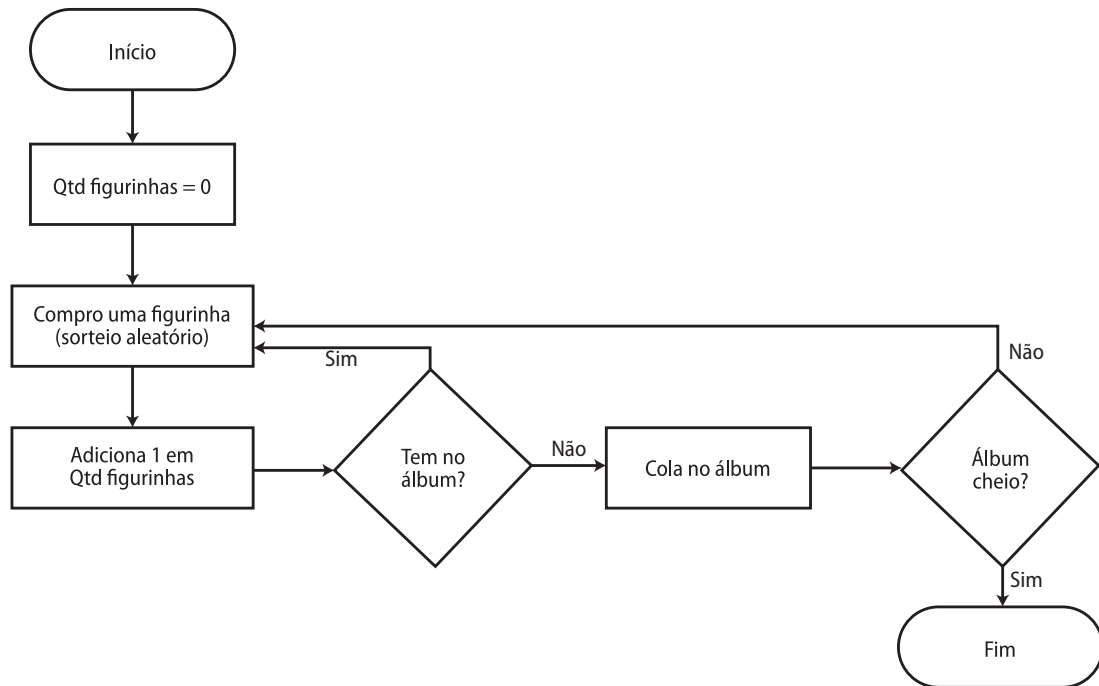 Início
Qtd figurinhas = 0
Compro uma figurinha
(sorteio aleatório)
Sim
Não
Adiciona 1 em
Qtd figurinhas
Tem no
álbum?
Não
Cola no álbum
Álbum
cheio?
Sim
Fim